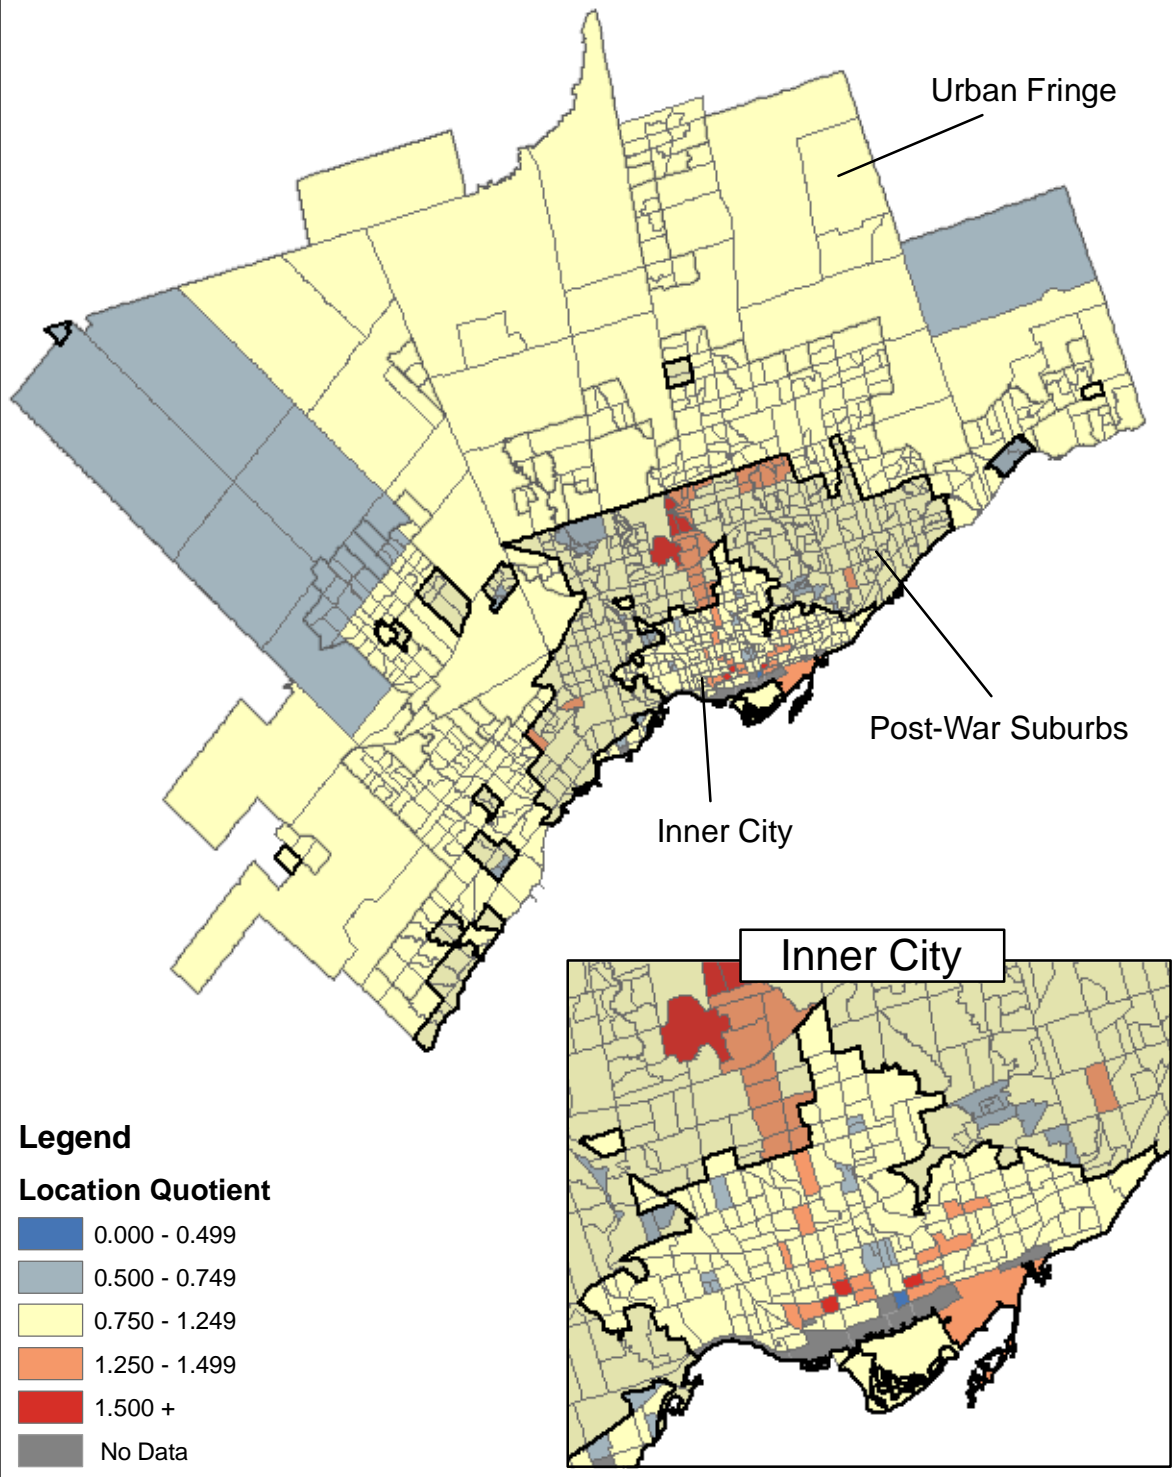 Urban Fringe
Post-War Suburbs
Inner City
Inner City
Legend
Location Quotient
0.000 - 0.499
0.500 - 0.749
0.750 - 1.249
1.250 - 1.499
1.500 +
No Data